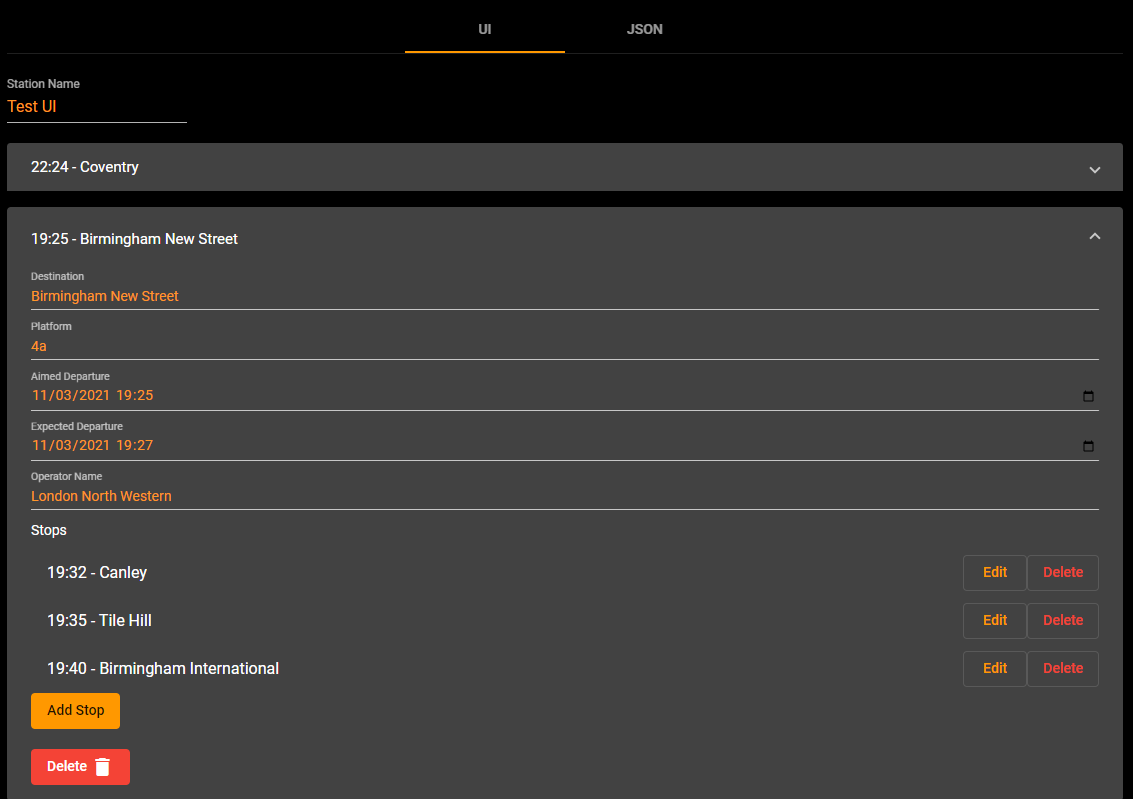 UI JSON
Station Name
Test UI
22:24 - Coventry
19:25 - Birmingham New Street
Destination
Birmingham New Street
Platform
4a
Aimed Departure
11/03/2021 19:25
Expected Departure
11/03/2021 19:27
Operator Name
London North Western
Stops
19:32 - Canley Edit Delete
19:35 - Tile Hill Edit Delete
19:40 - Birmingham International Edit Delete
Add Stop
Delete